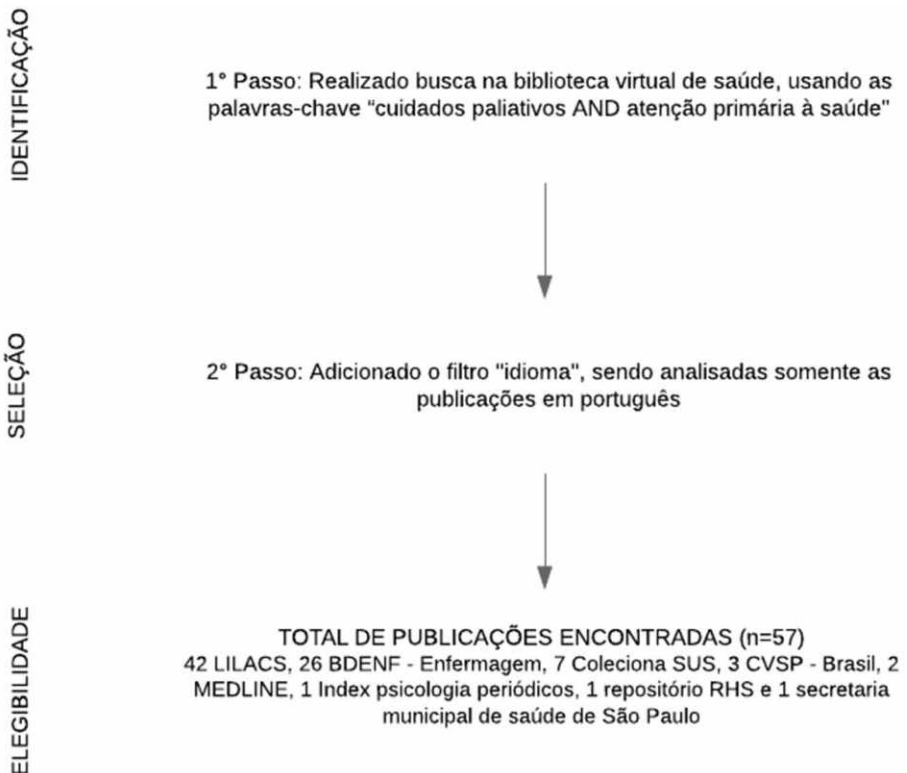 IDENTIFICAÇÃO
1° Passo: Realizado busca na biblioteca virtual de saúde, usando as
palavras-chave “cuidados paliativos AND atenção primária à saúde"
SELEÇÃO
2° Passo: Adicionado o filtro "idioma", sendo analisadas somente as
publicações em português
ELEGIBILIDADE
TOTAL DE PUBLICAÇÕES ENCONTRADAS (n=57)
42 LILACS, 26 BDENF - Enfermagem, 7 Coleciona SUS, 3 CVSP - Brasil, 2
MEDLINE, 1 Index psicologia periódicos, 1 repositório RHS e 1 secretaria
municipal de saúde de São Paulo